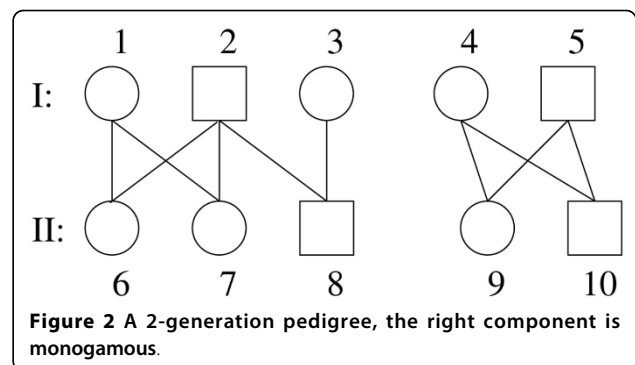 1 2 3 4 5
I:
II:
6 7 8 9 10
Figure 2 A 2-generation pedigree, the right component is
monogamous.